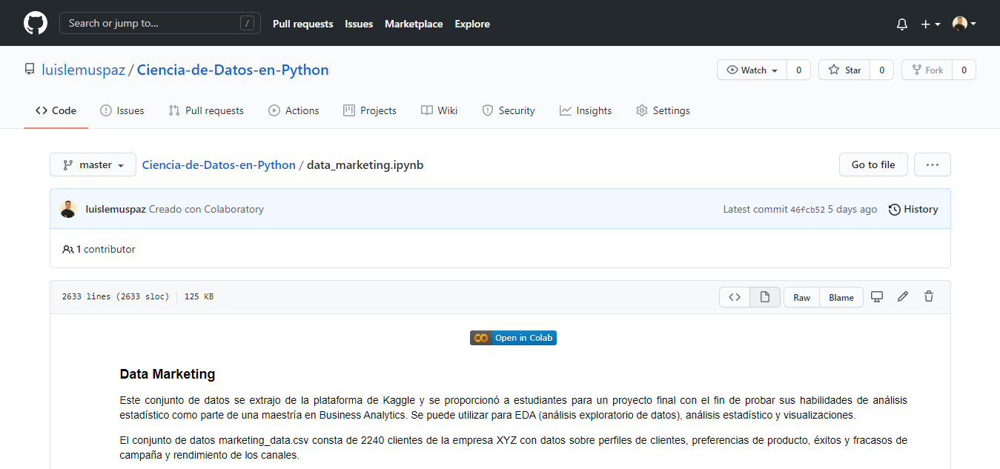 Search or jump to... /
Pull requests Issues Marketplace Explore
luislemuspaz / Ciencia-de-Datos-en-Python
Watch 0 Star 0 Fork 0
Code Issues Pull requests Actions Projects Wiki Security Insights Settings
master Ciencia-de-Datos-en-Python / data_marketing.ipynb Go to file ...
luislemuspaz Creado con Colaboratory Latest commit 46fcb52 5 days ago History
1 contributor
2633 lines (2633 sloc) 125 KB <> Raw Blame
CO Open in Colab
Data Marketing
Este conjunto de datos se extrajo de la plataforma de Kaggle y se proporcionó a estudiantes para un proyecto final con el fin de probar sus habilidades de análisis
estadístico como parte de una maestría en Business Analytics. Se puede utilizar para EDA (análisis exploratorio de datos), análisis estadístico y visualizaciones.
El conjunto de datos marketing_data.csv consta de 2240 clientes de la empresa XYZ con datos sobre perfiles de clientes, preferencias de producto, éxitos y fracasos de
campaña y rendimiento de los canales.